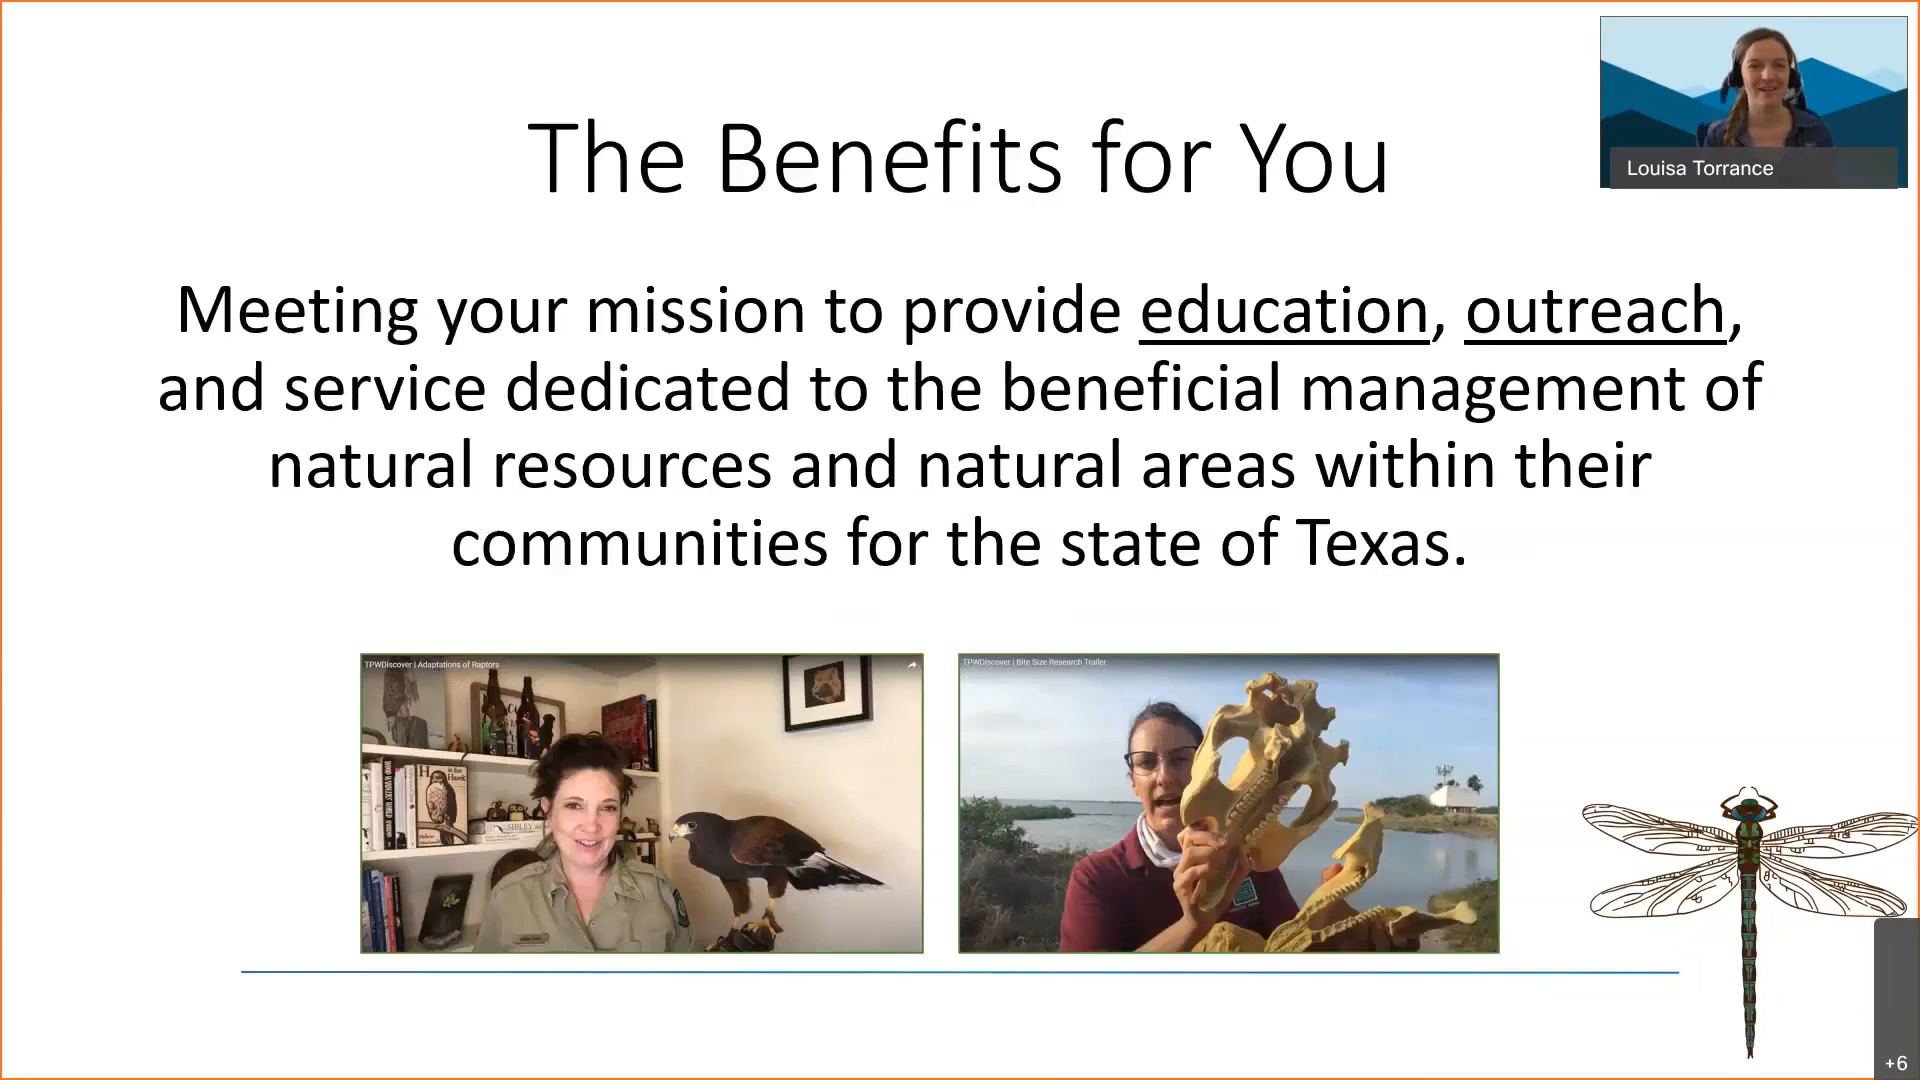 Louisa Torrance
The Benefits for You
Meeting your mission to provide education, outreach,
and service dedicated to the beneficial management of
natural resources and natural areas within their
communities for the state of Texas.
TPWDiscover | Adaptations of Raptors
TPWDiscover | Bite Size Research Trailer
SIBLEY
+6